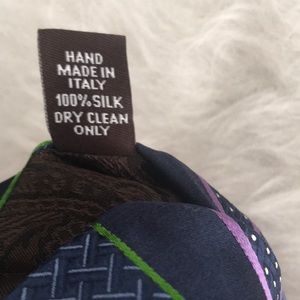 HAND
MADE IN
ITALY
100% SILK
DRY CLEAN
ONLY